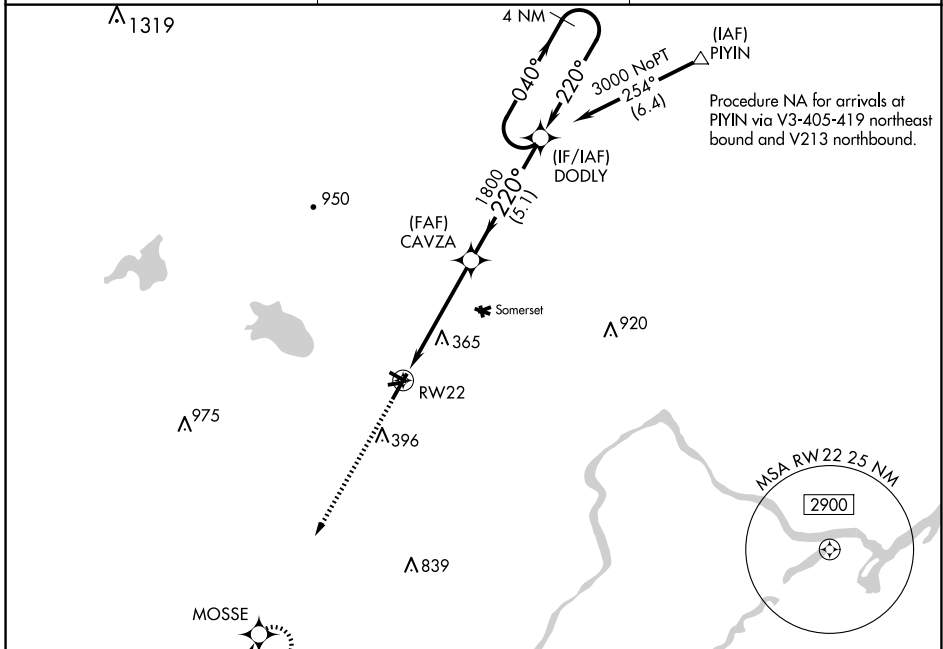 1319
4 NM
(IAF)
PIYIN
040°
220°
3000 NoPT
254°
(6.4)
Procedure NA for arrivals at
PIYIN via V3-405-419 northeast
bound and V213 northbound.
(IF/IAF)
DODLY
1800
220°
(5.1)
950
(FAF)
CAVZA
Somerset
920
365
RW22
975
396
MSA RW22 25 NM
2900
839
MOSSE